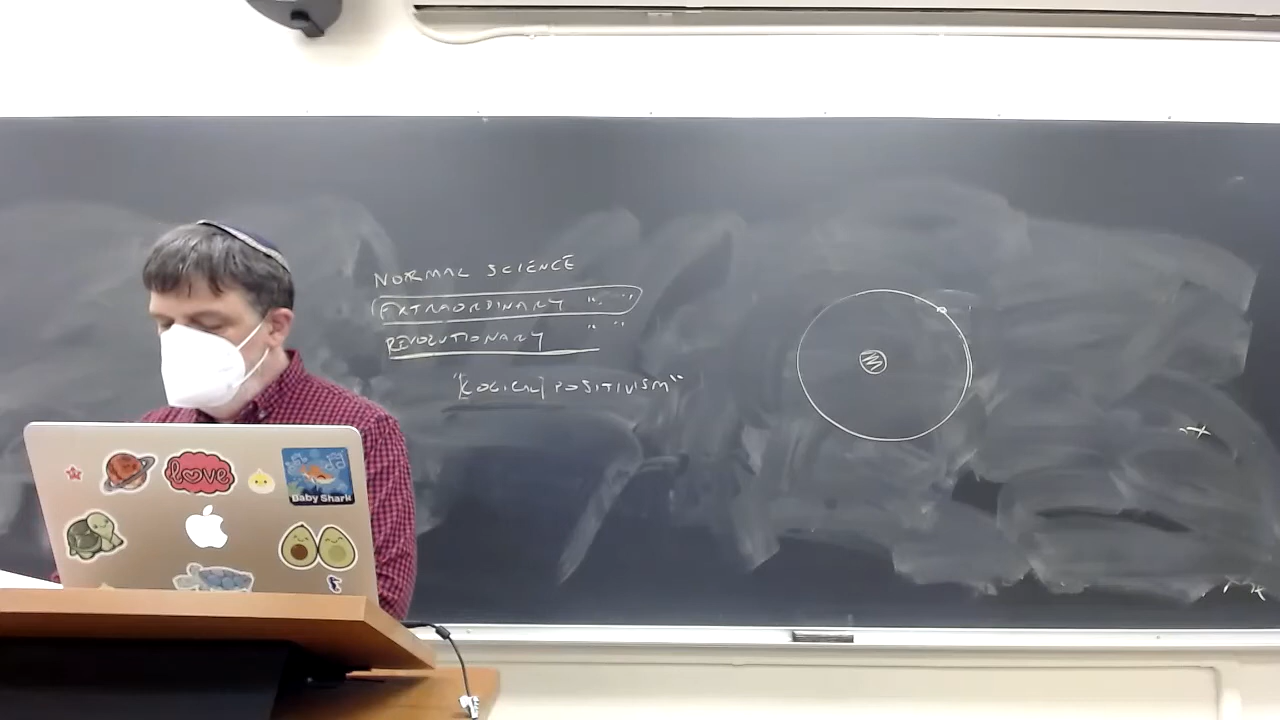 NORMAL SCIENCE
EXTRAORDINARY " "
REVOLUTIONARY " "
"[LOGICAL] POSITIVISM"
love
Baby Shark